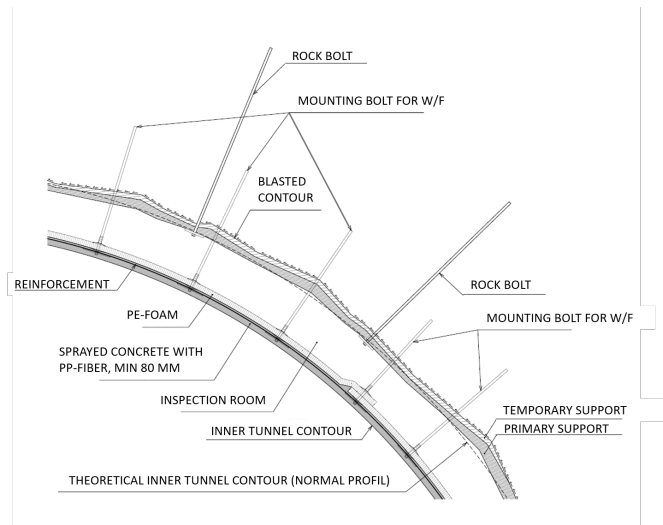 ROCK BOLT
MOUNTING BOLT FOR W/F
BLASTED
CONTOUR
REINFORCEMENT
ROCK BOLT
PE-FOAM
MOUNTING BOLT FOR W/F
SPRAYED CONCRETE WITH
PP-FIBER, MIN 80 MM
INSPECTION ROOM
TEMPORARY SUPPORT
INNER TUNNEL CONTOUR
PRIMARY SUPPORT
THEORETICAL INNER TUNNEL CONTOUR (NORMAL PROFIL)